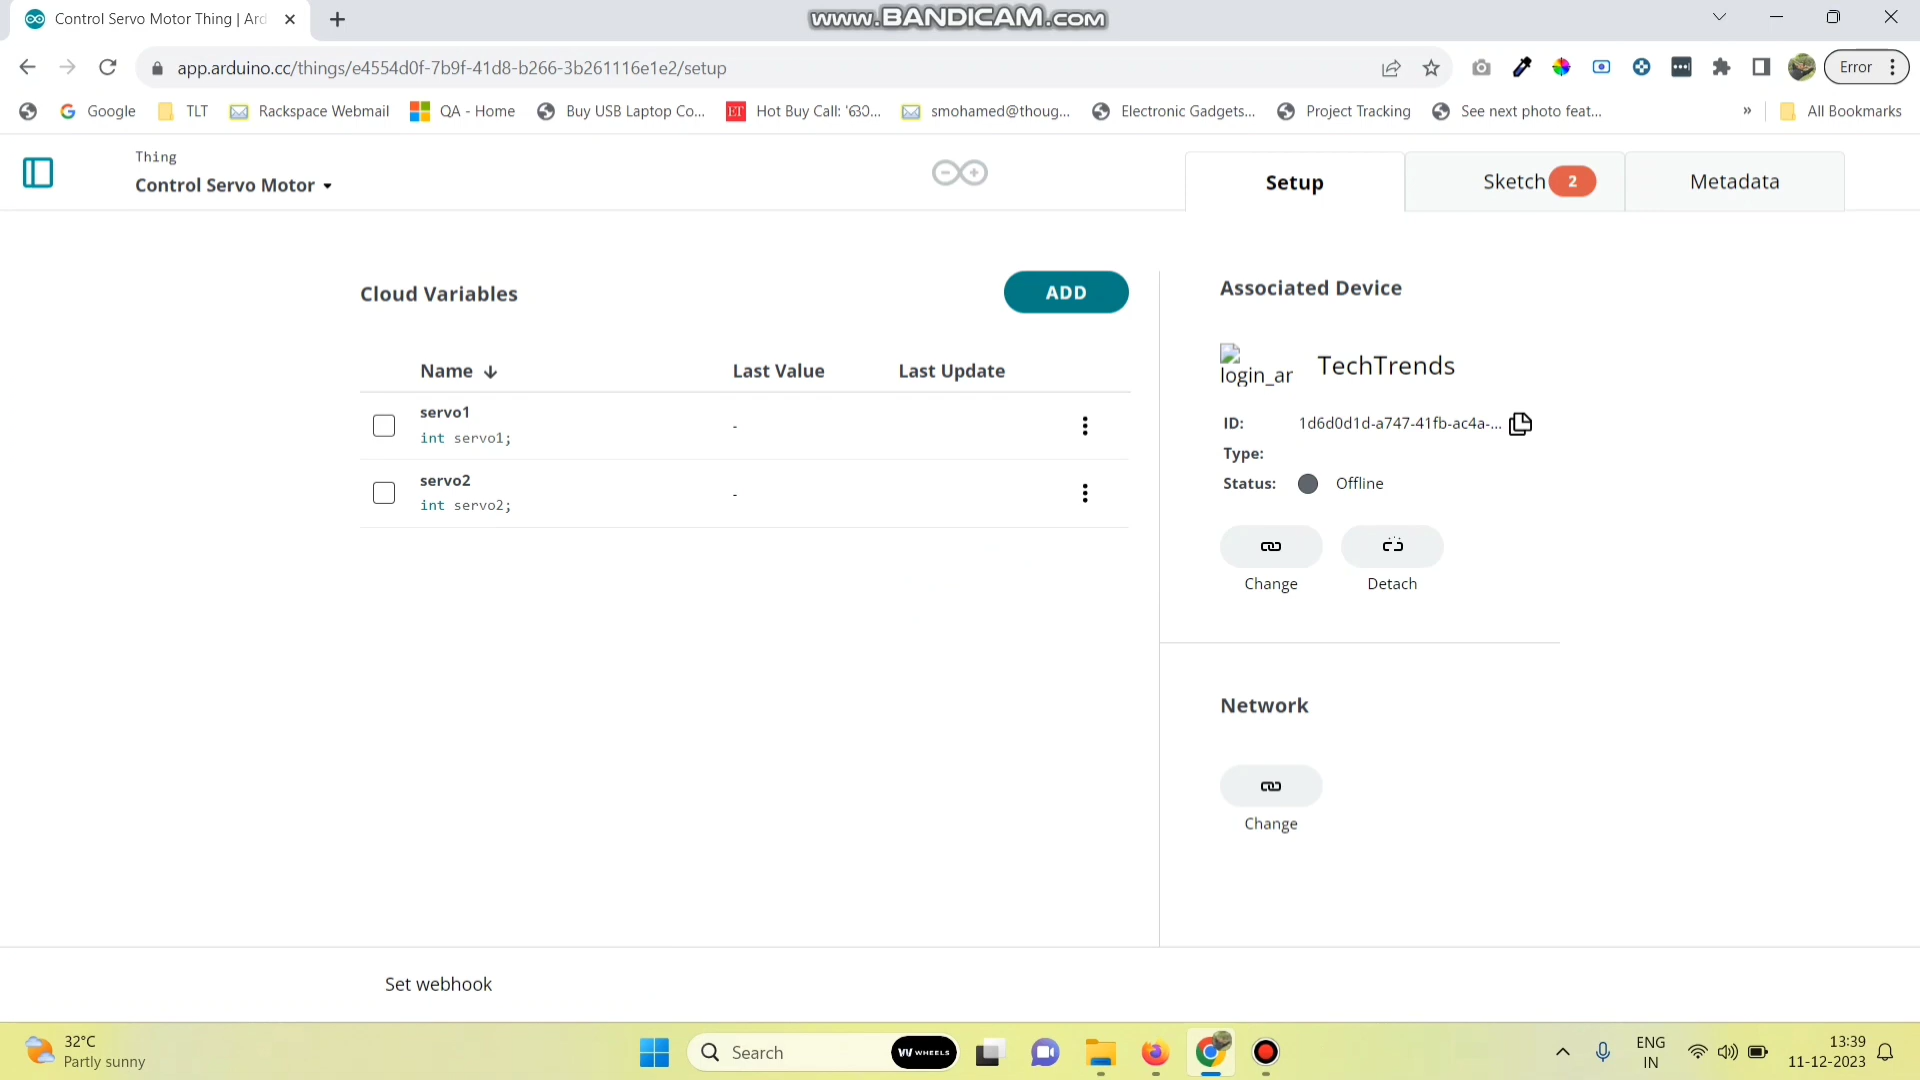 Control Servo Motor Thing | Ard
www.BANDICAM.com
app.arduino.cc/things/e4554d0f-7b9f-41d8-b266-3b261116e1e2/setup
Error
Google
TLT
Rackspace Webmail
QA - Home
Buy USB Laptop Co...
ET
Hot Buy Call: 'ഔ...
smohamed@thoug...
Electronic Gadgets...
Project Tracking
See next photo feat...
»
All Bookmarks
Thing
Control Servo Motor
Setup
Sketch 2
Metadata
Cloud Variables
ADD
Name
Last Value
Last Update
servo1
int servo1;
-
servo2
int servo2;
-
Associated Device
login_ar
TechTrends
ID: 1d6d0d1d-a747-41fb-ac4a-...
Type:
Status: Offline
Change
Detach
Network
Change
Set webhook
32°C
Partly sunny
Search
WHEELS
ENG
IN
13:39
11-12-2023